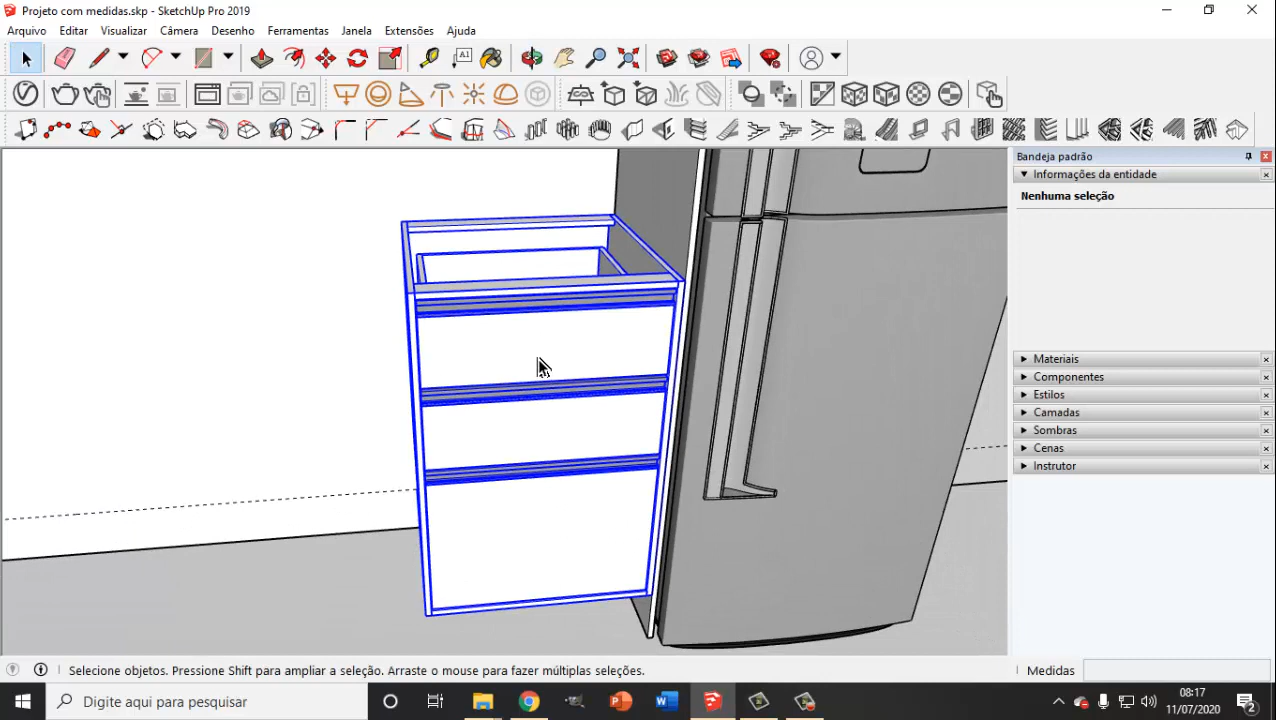 Projeto com medidas.skp - SketchUp Pro 2019
Arquivo Editar Visualizar Câmera Desenho Ferramentas Janela Extensões Ajuda
A1
Bandeja padrão
Informações da entidade
Nenhuma seleção
Materiais
Componentes
Estilos
Camadas
Sombras
Cenas
Instrutor
Selecione objetos. Pressione Shift para ampliar a seleção. Arraste o mouse para fazer múltiplas seleções.
Medidas
Digite aqui para pesquisar
08:17
11/07/2020
2